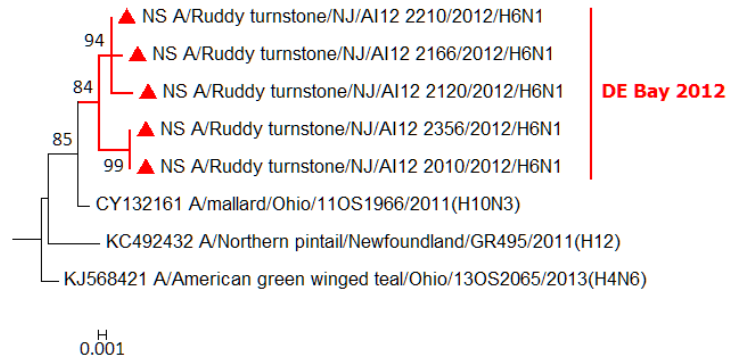 NS A/Ruddy turnstone/NJ/AI12 2210/2012/H6N1
94
NS A/Ruddy turnstone/NJ/AI12 2166/2012/H6N1
84
NS A/Ruddy turnstone/NJ/AI12 2120/2012/H6N1
DE Bay 2012
85
NS A/Ruddy turnstone/NJ/AI12 2356/2012/H6N1
99
NS A/Ruddy turnstone/NJ/AI12 2010/2012/H6N1
CY132161 A/mallard/Ohio/11OS1966/2011(H10N3)
KC492432 A/Northern pintail/Newfoundland/GR495/2011(H12)
KJ568421 A/American green winged teal/Ohio/13OS2065/2013(H4N6)
0.001